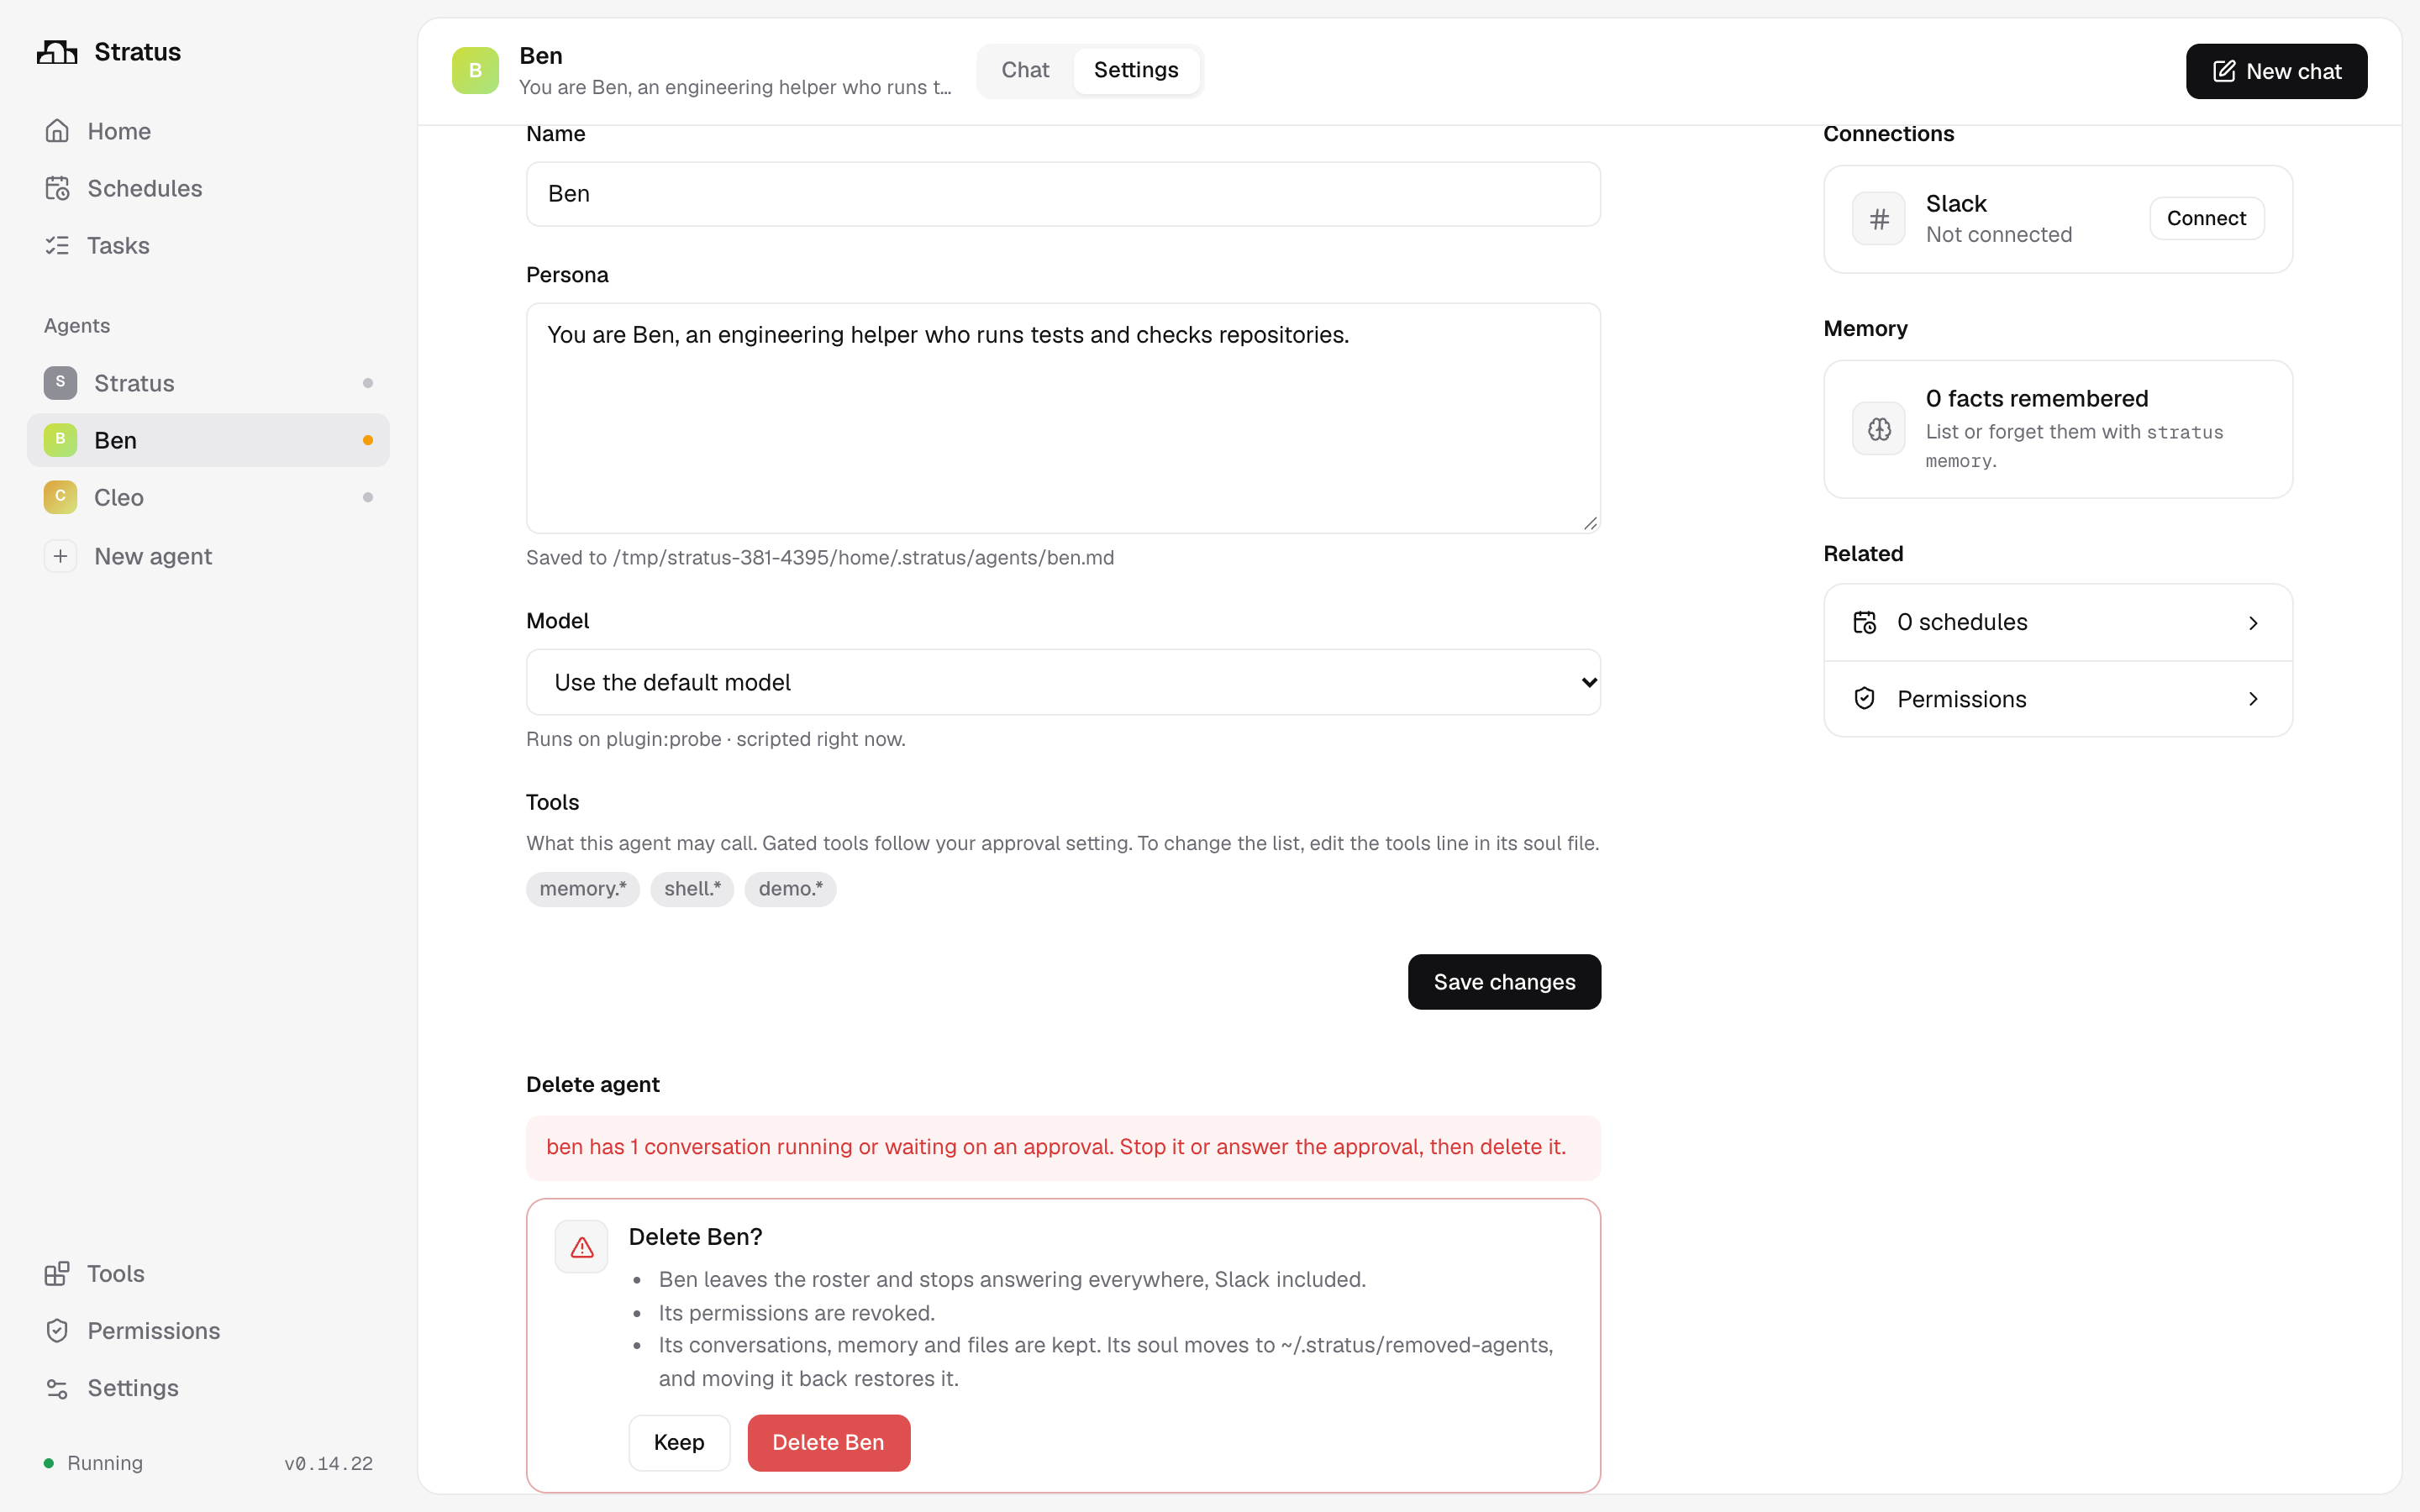 Stratus
Home
Schedules
Tasks
Agents
S Stratus
B Ben
C Cleo
New agent
Tools
Permissions
Settings
Running v0.14.22
B
Ben
You are Ben, an engineering helper who runs t...
Chat Settings
New chat
Name
Ben
Persona
You are Ben, an engineering helper who runs tests and checks repositories.
Saved to /tmp/stratus-381-4395/home/.stratus/agents/ben.md
Model
Use the default model
Runs on plugin:probe · scripted right now.
Tools
What this agent may call. Gated tools follow your approval setting. To change the list, edit the tools line in its soul file.
memory.* shell.* demo.*
Save changes
Delete agent
ben has 1 conversation running or waiting on an approval. Stop it or answer the approval, then delete it.
Delete Ben?
• Ben leaves the roster and stops answering everywhere, Slack included.
• Its permissions are revoked.
• Its conversations, memory and files are kept. Its soul moves to ~/.stratus/removed-agents,
and moving it back restores it.
Keep Delete Ben
Connections
Slack
Not connected
Connect
Memory
0 facts remembered
List or forget them with stratus
memory.
Related
0 schedules
Permissions